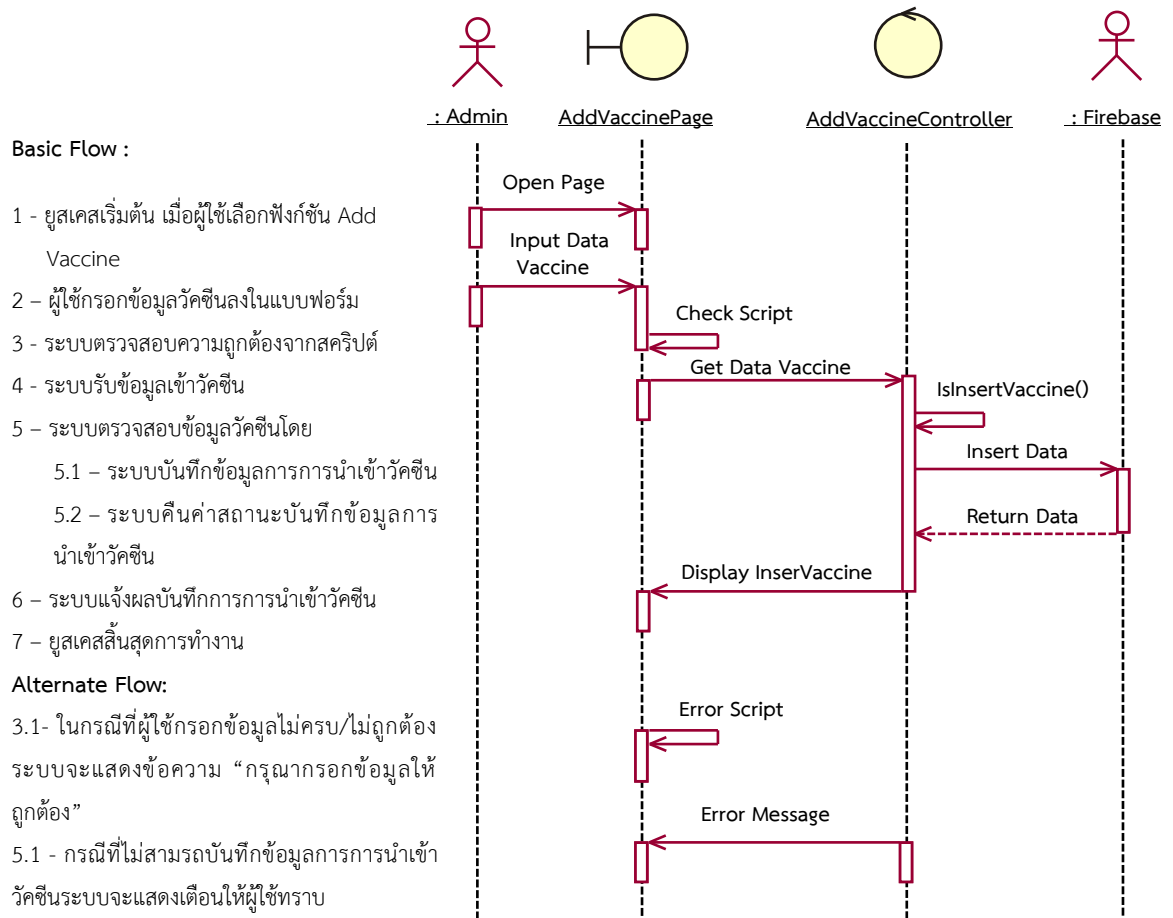 : Admin
AddVaccinePage
AddVaccineController
: Firebase
Basic Flow :
1 - ยูสเคสเริ่มต้น เมื่อผู้ใช้เลือกฟังก์ชัน Add
Vaccine
2 – ผู้ใช้กรอกข้อมูลวัคซีนลงในแบบฟอร์ม
3 - ระบบตรวจสอบความถูกต้องจากสคริปต์
4 - ระบบรับข้อมูลเข้าวัคซีน
5 – ระบบตรวจสอบข้อมูลวัคซีนโดย
5.1 – ระบบบันทึกข้อมูลการการนำเข้าวัคซีน
5.2 – ระบบคืนค่าสถานะบันทึกข้อมูลการ
นำเข้าวัคซีน
6 – ระบบแจ้งผลบันทึกการการนำเข้าวัคซีน
7 – ยูสเคสสิ้นสุดการทำงาน
Alternate Flow:
3.1- ในกรณีที่ผู้ใช้กรอกข้อมูลไม่ครบ/ไม่ถูกต้อง
ระบบจะแสดงข้อความ “กรุณากรอกข้อมูลให้
ถูกต้อง”
5.1 - กรณีที่ไม่สามรถบันทึกข้อมูลการการนำเข้า
วัคซีนระบบจะแสดงเตือนให้ผู้ใช้ทราบ
Open Page
Input Data
Vaccine
Check Script
Get Data Vaccine
IsInsertVaccine()
Insert Data
Return Data
Display InserVaccine
Error Script
Error Message